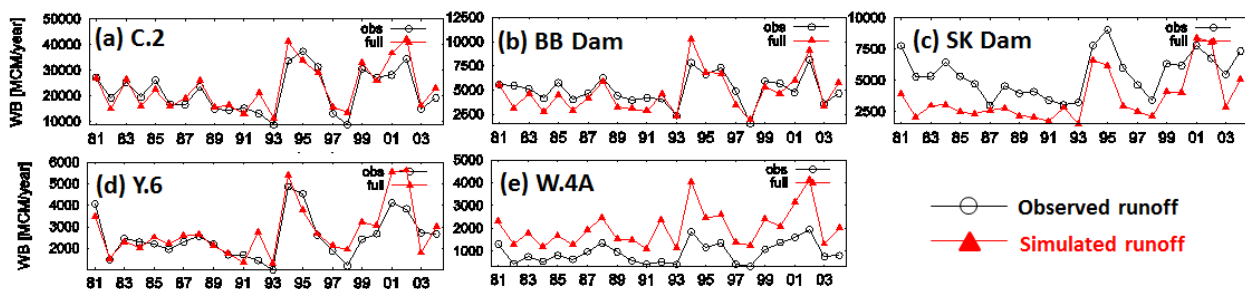 WB [MCM/year]
50000
40000
30000
20000
10000
(a) C.2
obs
full
81 83 85 87 89 91 93 95 97 99 01 03
12500
10000
7500
5000
2500
(b) BB Dam
obs
full
81 83 85 87 89 91 93 95 97 99 01 03
10000
7500
5000
2500
(c) SK Dam
obs
full
81 83 85 87 89 91 93 95 97 99 01 03
WB [MCM/year]
6000
5000
4000
3000
2000
(d) Y.6
obs
full
81 83 85 87 89 91 93 95 97 99 01 03
5000
4000
3000
2000
1000
(e) W.4A
obs
full
81 83 85 87 89 91 93 95 97 99 01 03
Observed runoff
Simulated runoff